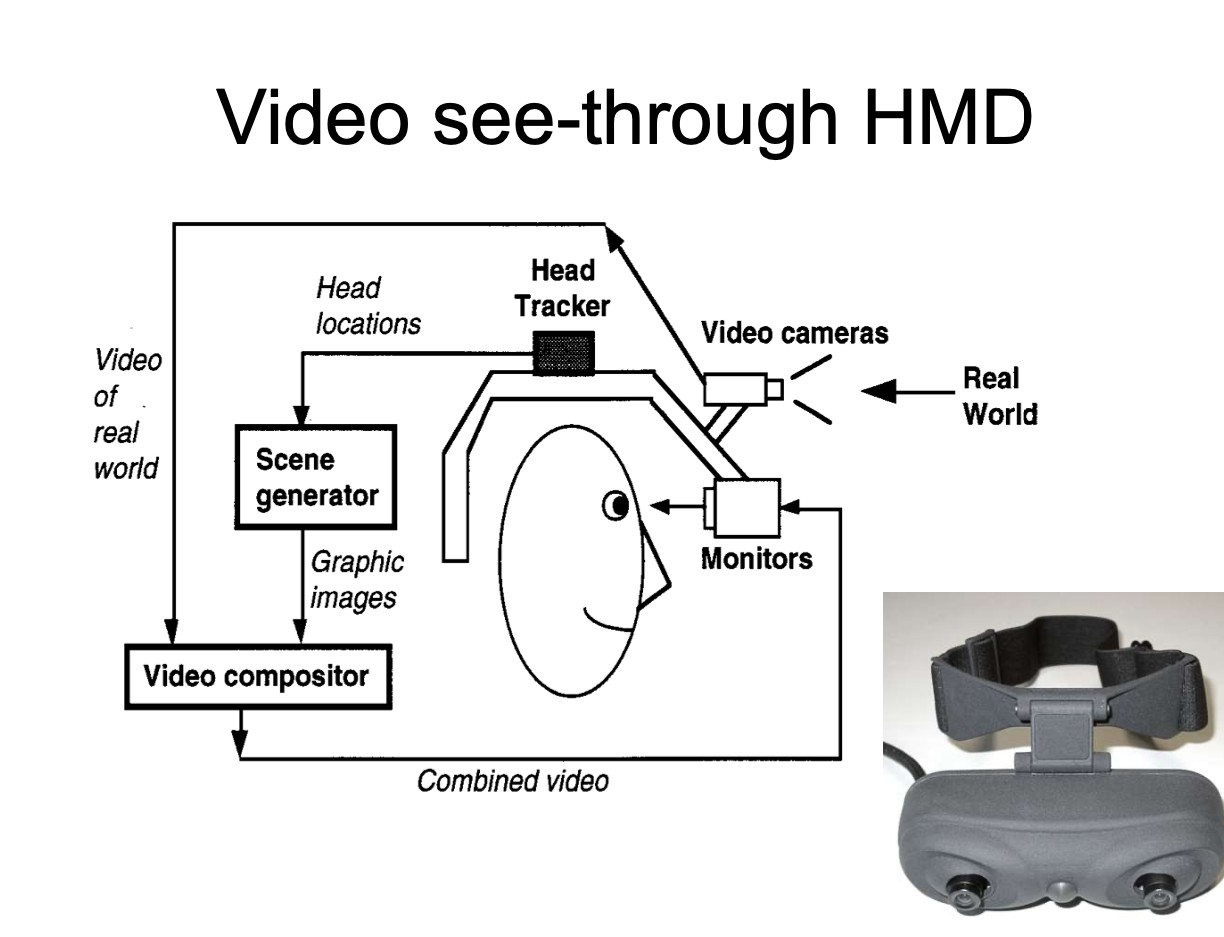 Video see-through HMD
Head
locations
Head
Tracker
Video cameras
Real
World
Video
of
real
world
Scene
generator
Graphic
images
Monitors
Video compositor
Combined video